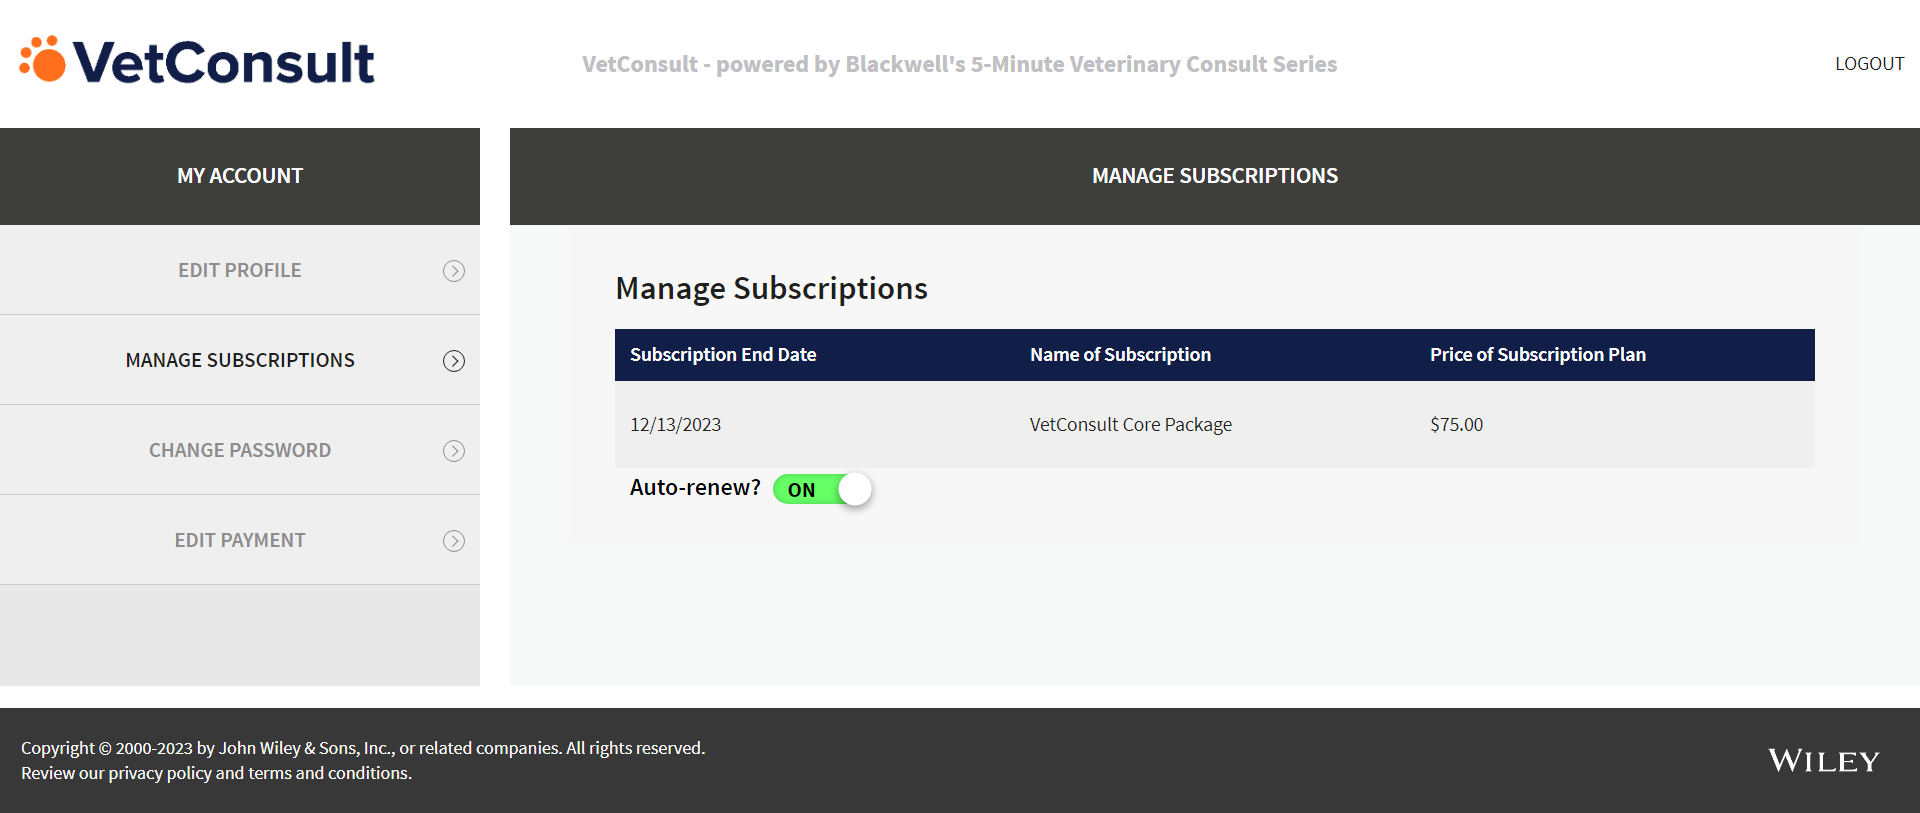 VetConsult
VetConsult - powered by Blackwell's 5-Minute Veterinary Consult Series
LOGOUT
MY ACCOUNT
EDIT PROFILE
MANAGE SUBSCRIPTIONS
CHANGE PASSWORD
EDIT PAYMENT
MANAGE SUBSCRIPTIONS
Manage Subscriptions
Subscription End Date Name of Subscription Price of Subscription Plan
12/13/2023 VetConsult Core Package $75.00
Auto-renew? ON
Copyright © 2000-2023 by John Wiley & Sons, Inc., or related companies. All rights reserved.
Review our privacy policy and terms and conditions.
WILEY